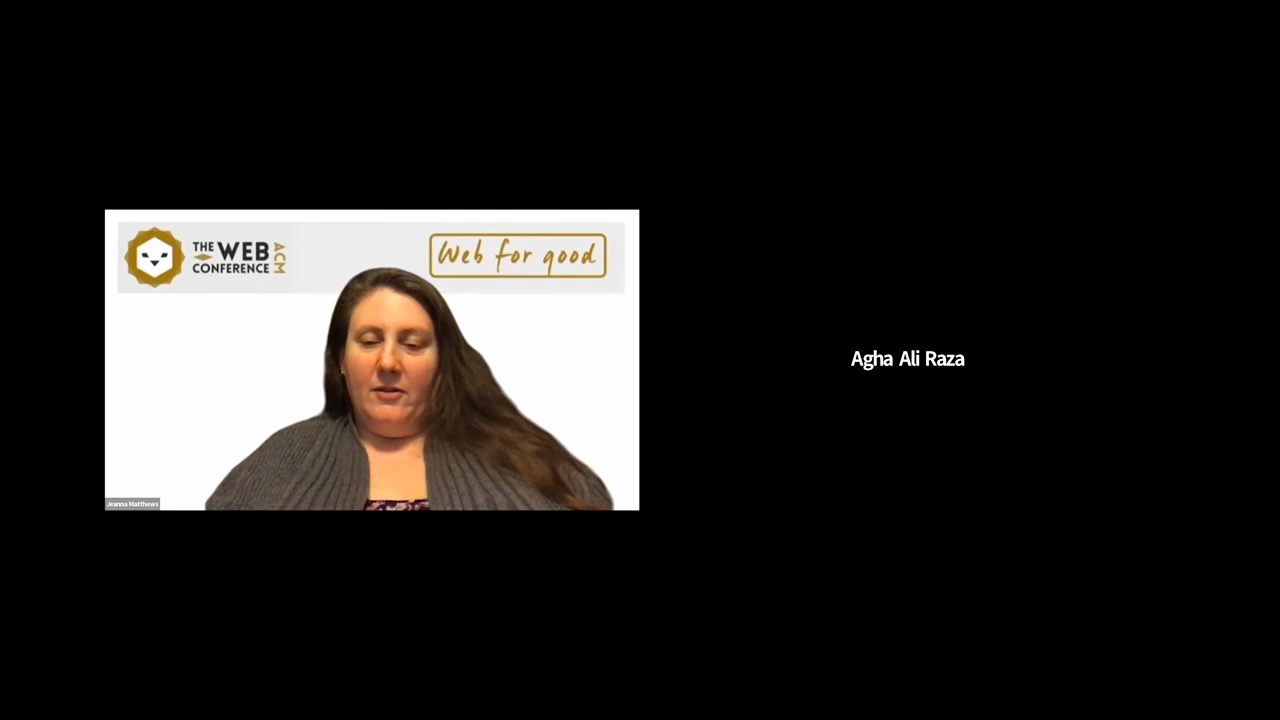 THE WEB
CONFERENCE
ACM
Web for good
Agha Ali Raza
Jeanna Matthews